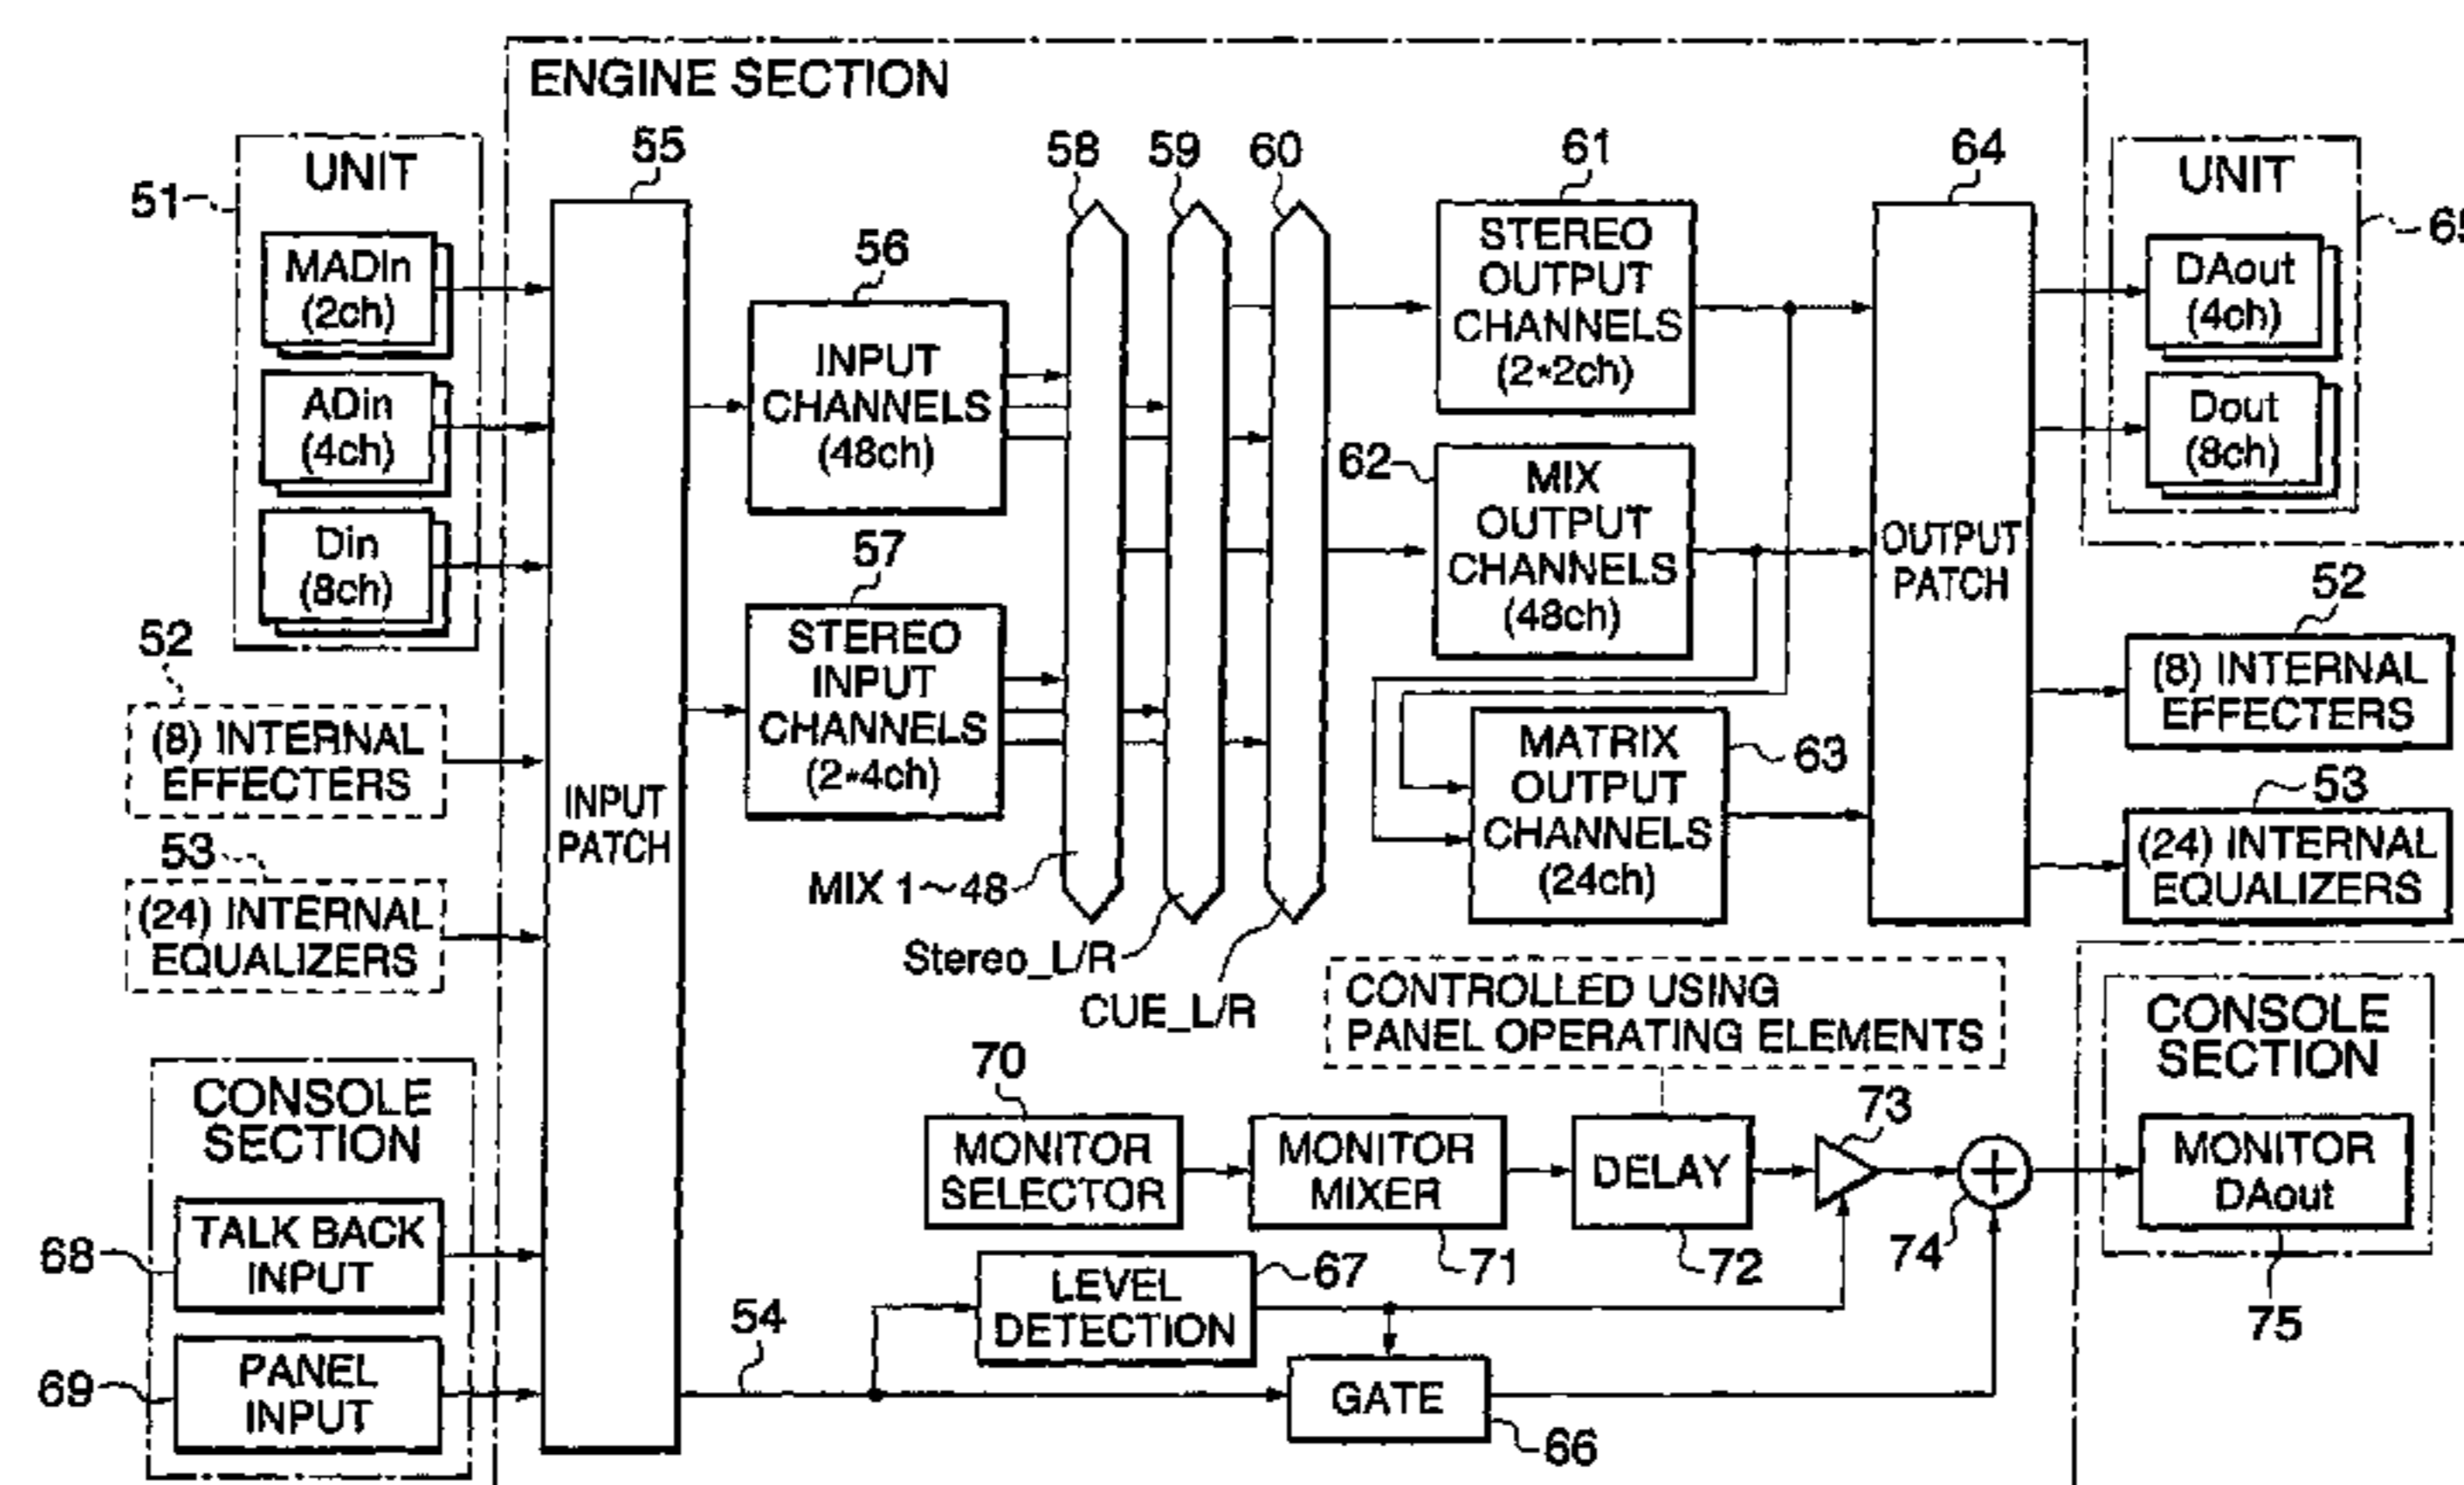 ENGINE SECTION
UNIT
51
MADin
(2ch)
ADin
(4ch)
Din
(8ch)
52
(8) INTERNAL
EFFECTERS
53
(24) INTERNAL
EQUALIZERS
CONSOLE
SECTION
68
TALK BACK
INPUT
69
PANEL
INPUT
55
INPUT
PATCH
56
INPUT
CHANNELS
(48ch)
57
STEREO
INPUT
CHANNELS
(2*4ch)
58
59
60
MIX 1~48
Stereo_L/R
CUE_L/R
61
STEREO
OUTPUT
CHANNELS
(2*2ch)
62
MIX
OUTPUT
CHANNELS
(48ch)
63
MATRIX
OUTPUT
CHANNELS
(24ch)
64
OUTPUT
PATCH
UNIT
DAout
(4ch)
Dout
(8ch)
52
(8) INTERNAL
EFFECTERS
53
(24) INTERNAL
EQUALIZERS
CONTROLLED USING
PANEL OPERATING ELEMENTS
70
MONITOR
SELECTOR
MONITOR
MIXER
71
DELAY
72
73
74
CONSOLE
SECTION
MONITOR
DAout
75
54
LEVEL
DETECTION
67
GATE
66